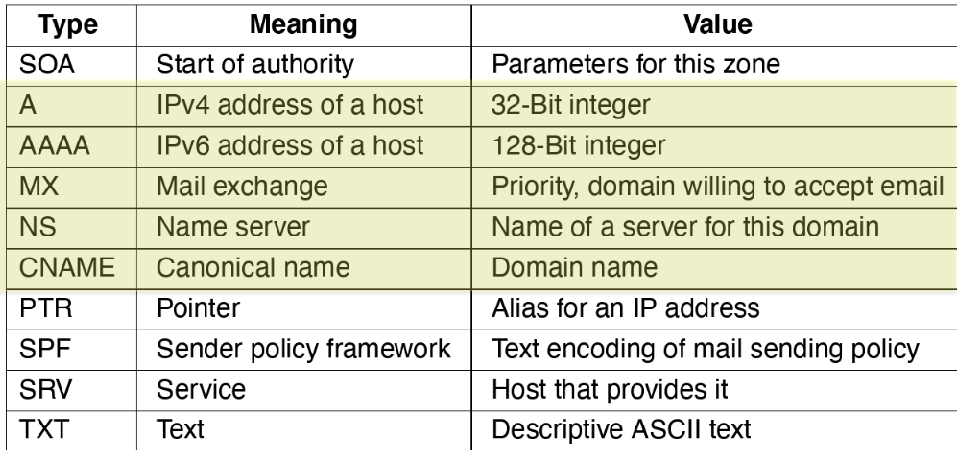 Type Meaning Value
SOA Start of authority Parameters for this zone
A IPv4 address of a host 32-Bit integer
AAAA IPv6 address of a host 128-Bit integer
MX Mail exchange Priority, domain willing to accept email
NS Name server Name of a server for this domain
CNAME Canonical name Domain name
PTR Pointer Alias for an IP address
SPF Sender policy framework Text encoding of mail sending policy
SRV Service Host that provides it
TXT Text Descriptive ASCII text